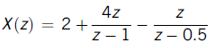 X(z) = 2 + 4z / (z − 1) − z / (z − 0.5)